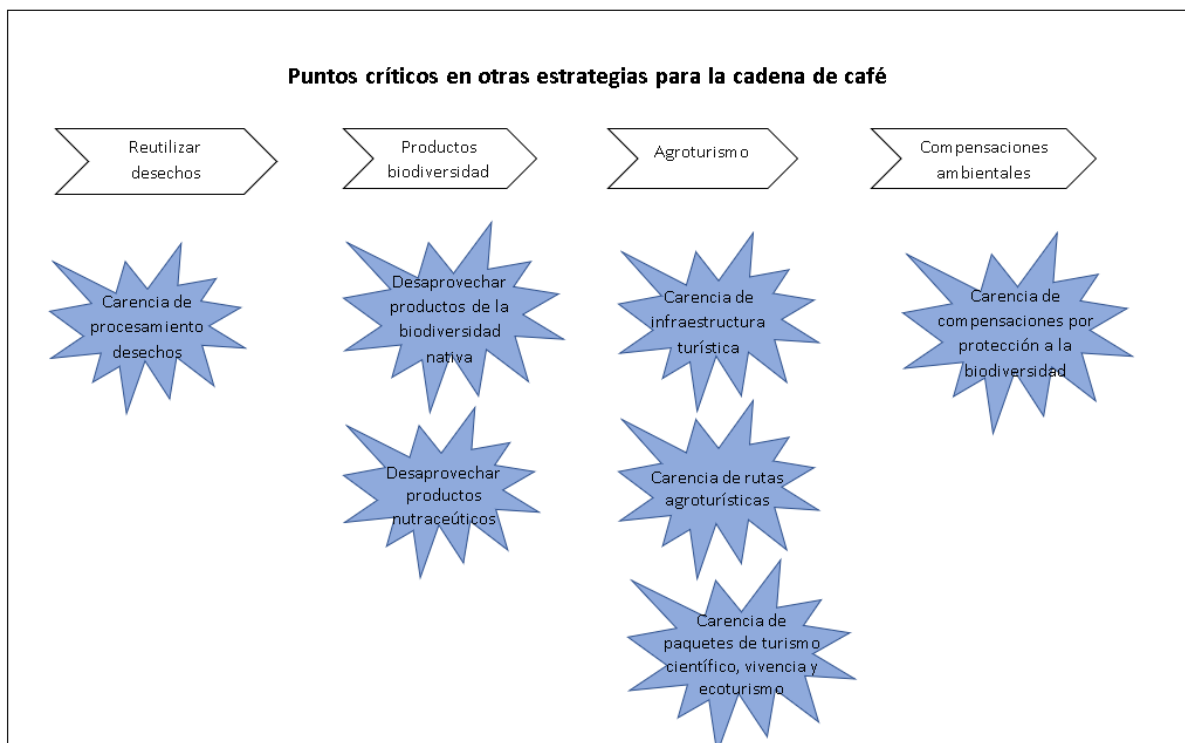 Puntos críticos en otras estrategias para la cadena de café
Reutilizar
desechos
Productos
biodiversidad
Agroturismo
Compensaciones
ambientales
Carencia de
procesamiento
desechos
Desaprovechar
productos de la
biodiversidad
nativa
Carencia de
infraestructura
turística
Carencia de
compensaciones por
protección a la
biodiversidad
Desaprovechar
productos
nutraceúticos
Carencia de rutas
agroturísticas
Carencia de
paquetes de turismo
científico, vivencia y
ecoturismo